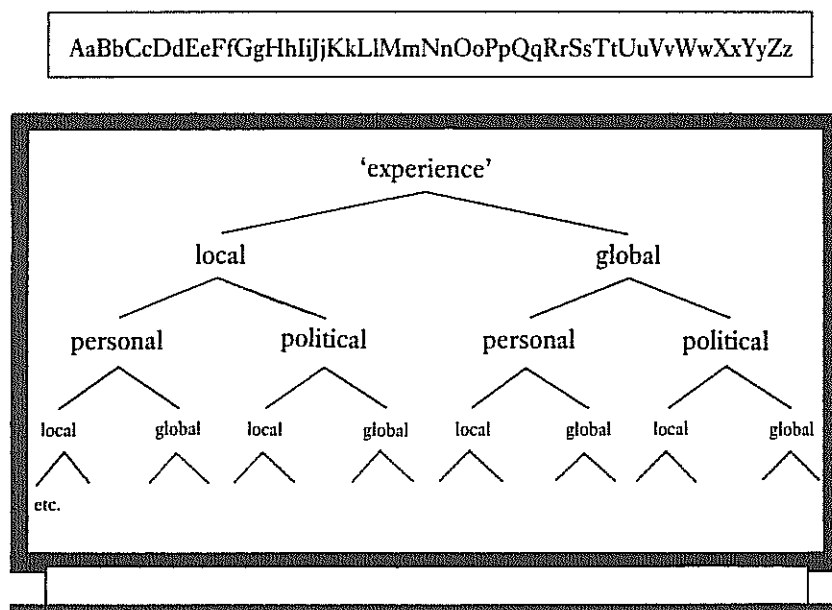 AaBbCcDdEeFfGgHhIiJjKkLlMmNnOoPpQqRrSsTtUuVvWwXxYyZz
‘experience’
local global
personal political personal political
local global local global local global local global
etc.